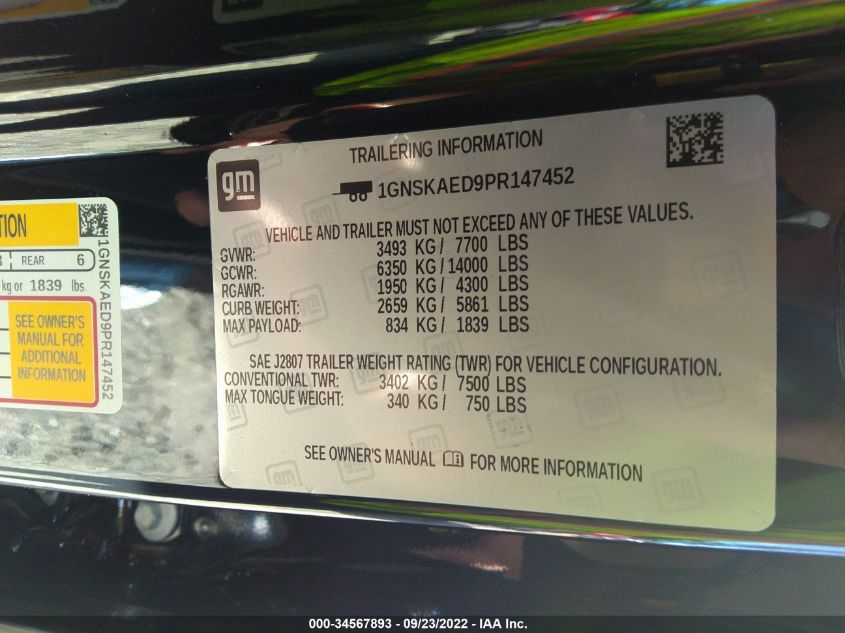 TION
3 REAR 6
kg or 1839 lbs.
SEE OWNER'S
MANUAL FOR
ADDITIONAL
INFORMATION
1GNSKAED9PR147452
gm
TRAILERING INFORMATION
1GNSKAED9PR147452
VEHICLE AND TRAILER MUST NOT EXCEED ANY OF THESE VALUES.
GVWR: 3493 KG / 7700 LBS
GCWR: 6350 KG / 14000 LBS
RGAWR: 1950 KG / 4300 LBS
CURB WEIGHT: 2659 KG / 5861 LBS
MAX PAYLOAD: 834 KG / 1839 LBS
SAE J2807 TRAILER WEIGHT RATING (TWR) FOR VEHICLE CONFIGURATION.
CONVENTIONAL TWR: 3402 KG / 7500 LBS
MAX TONGUE WEIGHT: 340 KG / 750 LBS
SEE OWNER'S MANUAL FOR MORE INFORMATION
000-34567893 - 09/23/2022 - IAA Inc.